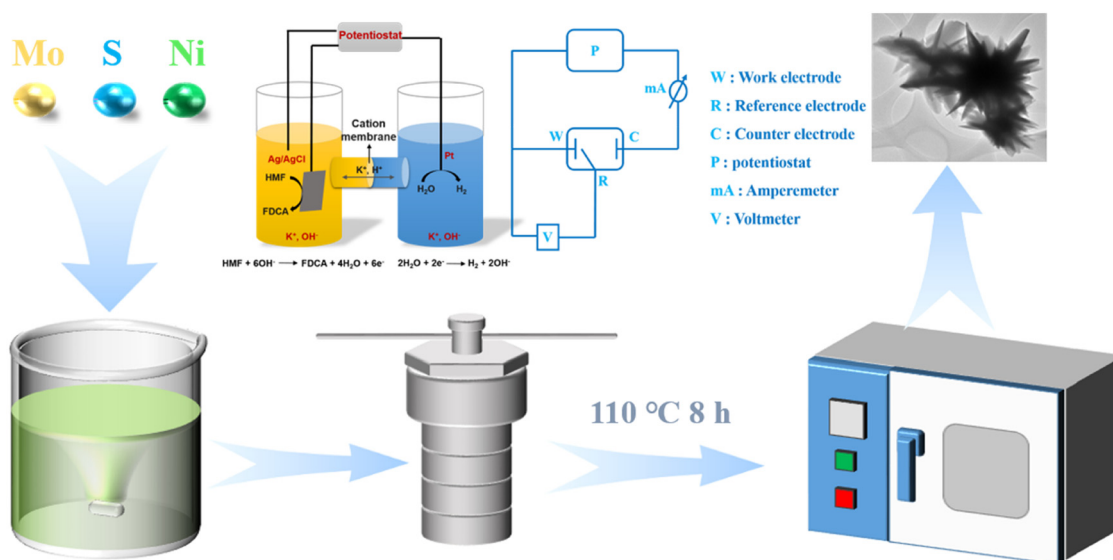 Mo S Ni
Potentiostat
Cation
membrane
Ag/AgCl
HMF
FDCA
K⁺, H⁺
Pt
H₂O H₂
K⁺, OH⁻
K⁺, OH⁻
HMF + 6OH⁻ → FDCA + 4H₂O + 6e⁻ 2H₂O + 2e⁻ → H₂ + 2OH⁻
P
mA
W C
R
V
W : Work electrode
R : Reference electrode
C : Counter electrode
P : potentiostat
mA : Amperemeter
V : Voltmeter
110 °C 8 h